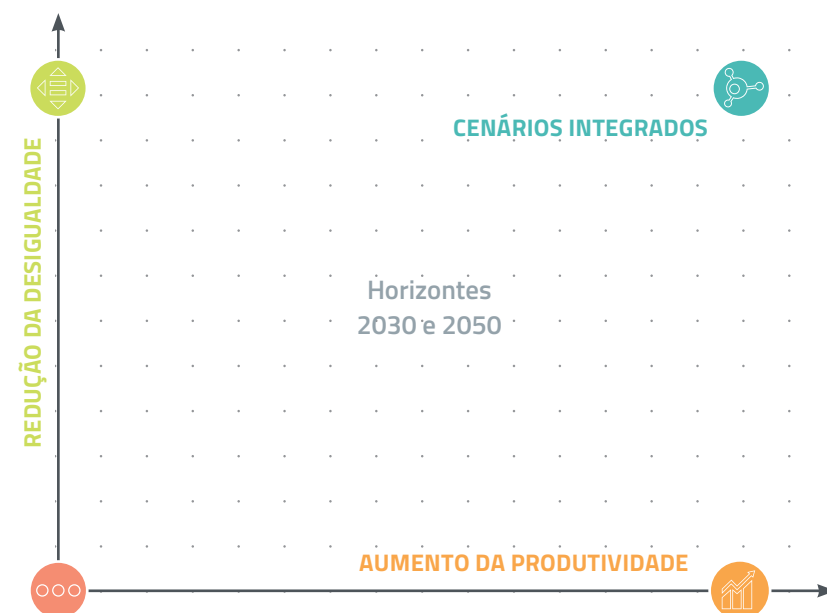 CENÁRIOS INTEGRADOS
REDUÇÃO DA DESIGUALDADE
Horizontes
2030 e 2050
AUMENTO DA PRODUTIVIDADE